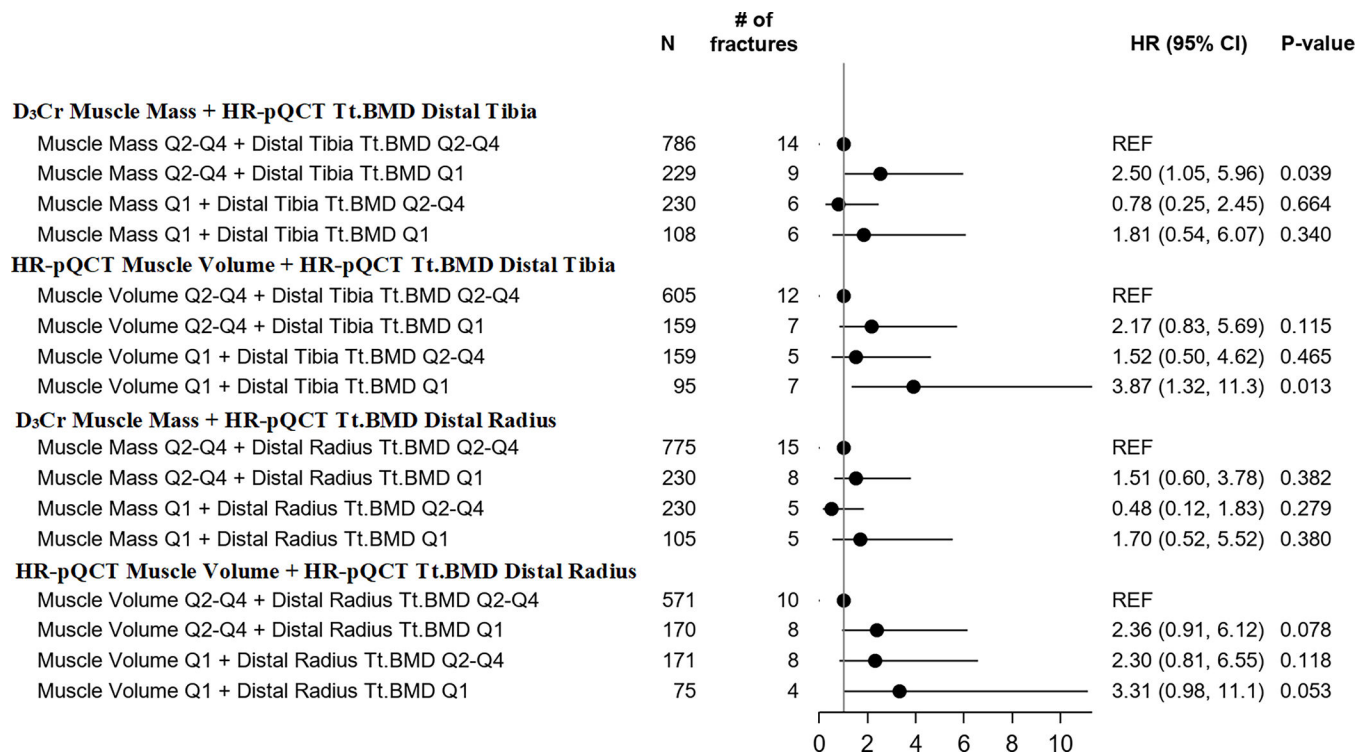 N # of fractures HR (95% CI) P-value
D₃Cr Muscle Mass + HR-pQCT Tt.BMD Distal Tibia
Muscle Mass Q2-Q4 + Distal Tibia Tt.BMD Q2-Q4 786 14 REF
Muscle Mass Q2-Q4 + Distal Tibia Tt.BMD Q1 229 9 2.50 (1.05, 5.96) 0.039
Muscle Mass Q1 + Distal Tibia Tt.BMD Q2-Q4 230 6 0.78 (0.25, 2.45) 0.664
Muscle Mass Q1 + Distal Tibia Tt.BMD Q1 108 6 1.81 (0.54, 6.07) 0.340
HR-pQCT Muscle Volume + HR-pQCT Tt.BMD Distal Tibia
Muscle Volume Q2-Q4 + Distal Tibia Tt.BMD Q2-Q4 605 12 REF
Muscle Volume Q2-Q4 + Distal Tibia Tt.BMD Q1 159 7 2.17 (0.83, 5.69) 0.115
Muscle Volume Q1 + Distal Tibia Tt.BMD Q2-Q4 159 5 1.52 (0.50, 4.62) 0.465
Muscle Volume Q1 + Distal Tibia Tt.BMD Q1 95 7 3.87 (1.32, 11.3) 0.013
D₃Cr Muscle Mass + HR-pQCT Tt.BMD Distal Radius
Muscle Mass Q2-Q4 + Distal Radius Tt.BMD Q2-Q4 775 15 REF
Muscle Mass Q2-Q4 + Distal Radius Tt.BMD Q1 230 8 1.51 (0.60, 3.78) 0.382
Muscle Mass Q1 + Distal Radius Tt.BMD Q2-Q4 230 5 0.48 (0.12, 1.83) 0.279
Muscle Mass Q1 + Distal Radius Tt.BMD Q1 105 5 1.70 (0.52, 5.52) 0.380
HR-pQCT Muscle Volume + HR-pQCT Tt.BMD Distal Radius
Muscle Volume Q2-Q4 + Distal Radius Tt.BMD Q2-Q4 571 10 REF
Muscle Volume Q2-Q4 + Distal Radius Tt.BMD Q1 170 8 2.36 (0.91, 6.12) 0.078
Muscle Volume Q1 + Distal Radius Tt.BMD Q2-Q4 171 8 2.30 (0.81, 6.55) 0.118
Muscle Volume Q1 + Distal Radius Tt.BMD Q1 75 4 3.31 (0.98, 11.1) 0.053
0 2 4 6 8 10